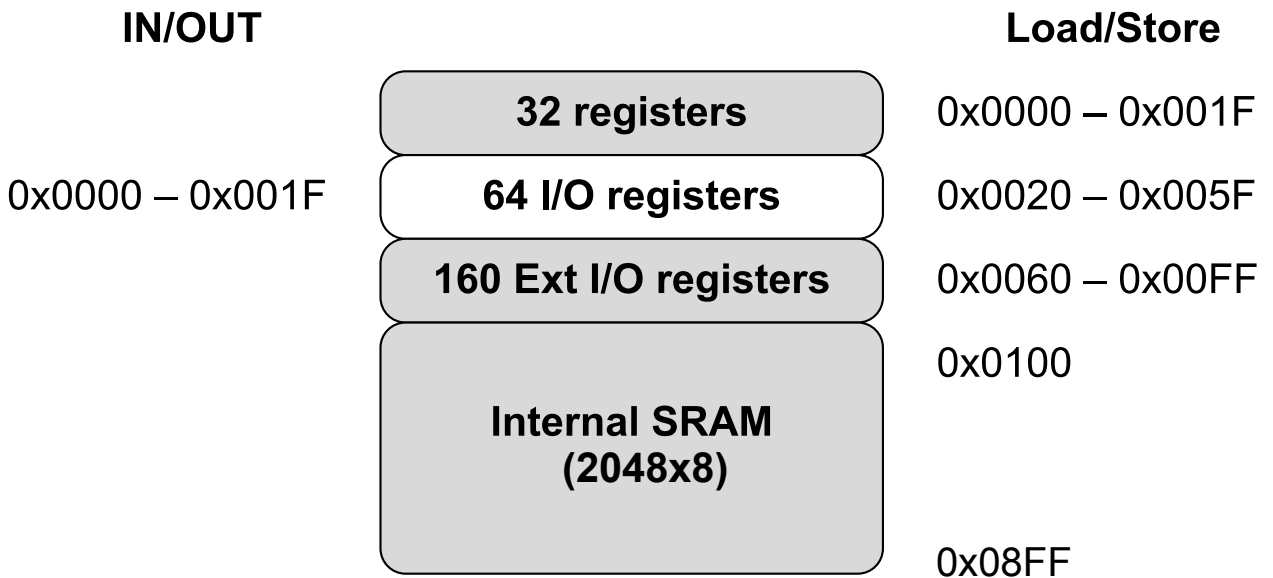 IN/OUT
Load/Store
32 registers
0x0000 – 0x001F
0x0000 – 0x001F
64 I/O registers
0x0020 – 0x005F
160 Ext I/O registers
0x0060 – 0x00FF
0x0100
Internal SRAM
(2048x8)
0x08FF